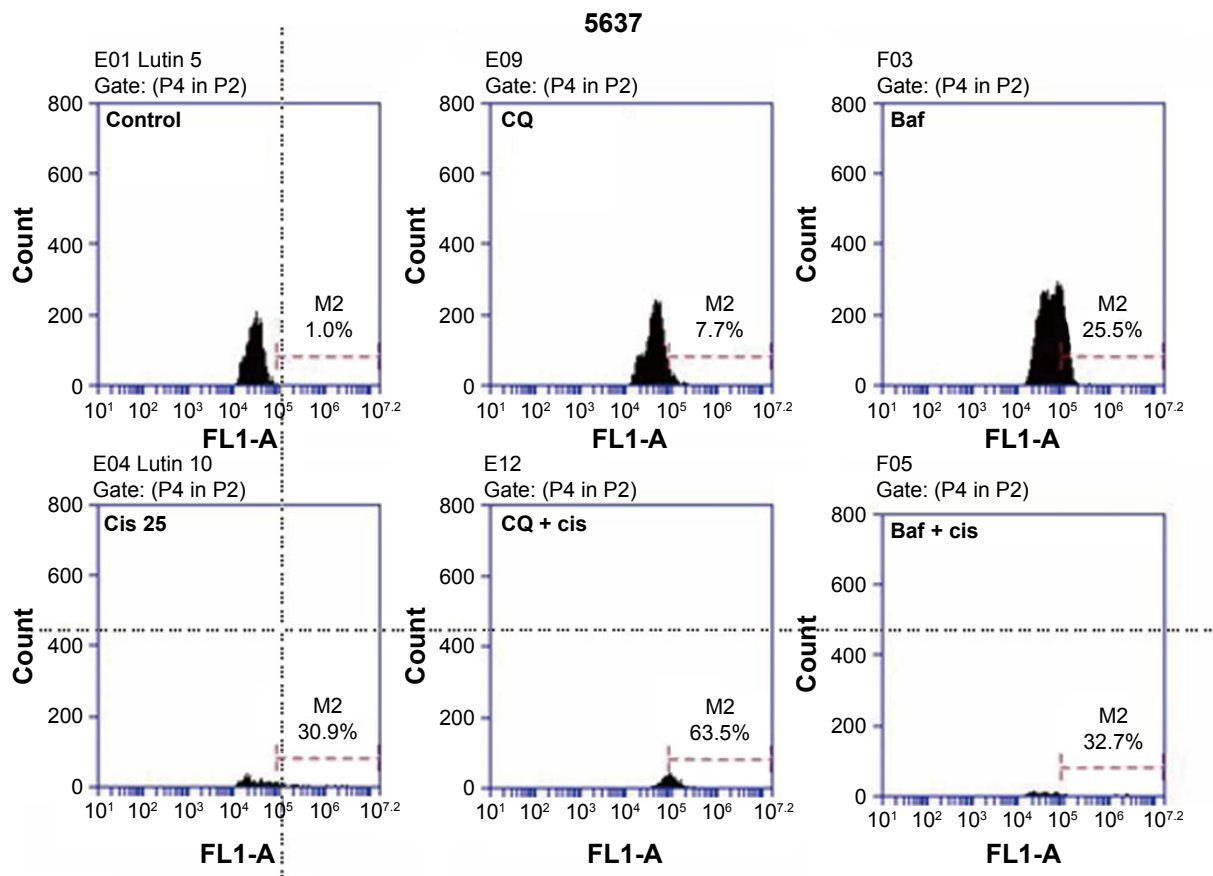 5637
E01 Lutin 5
Gate: (P4 in P2)
Control
800
600
400
200
0
Count
M2
1.0%
10¹ 10² 10³ 10⁴ 10⁵ 10⁶ 10⁷·²
FL1-A
E09
Gate: (P4 in P2)
CQ
800
600
400
200
0
Count
M2
7.7%
10¹ 10² 10³ 10⁴ 10⁵ 10⁶ 10⁷·²
FL1-A
F03
Gate: (P4 in P2)
Baf
800
600
400
200
0
Count
M2
25.5%
10¹ 10² 10³ 10⁴ 10⁵ 10⁶ 10⁷·²
FL1-A
E04 Lutin 10
Gate: (P4 in P2)
Cis 25
800
600
400
200
0
Count
M2
30.9%
10¹ 10² 10³ 10⁴ 10⁵ 10⁶ 10⁷·²
FL1-A
E12
Gate: (P4 in P2)
CQ + cis
800
600
400
200
0
Count
M2
63.5%
10¹ 10² 10³ 10⁴ 10⁵ 10⁶ 10⁷·²
FL1-A
F05
Gate: (P4 in P2)
Baf + cis
800
600
400
200
0
Count
M2
32.7%
10¹ 10² 10³ 10⁴ 10⁵ 10⁶ 10⁷·²
FL1-A